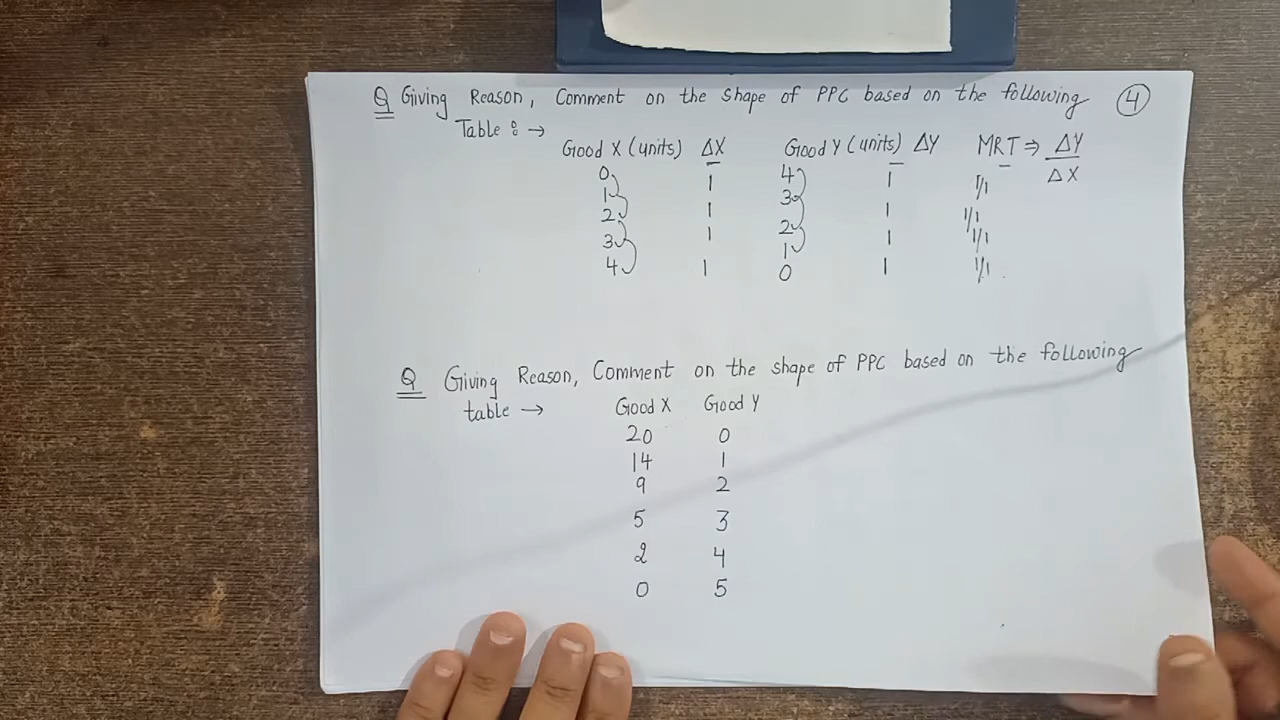 Q Giving Reason, Comment on the shape of PPC based on the following 4
Table : →
Good X (units) ΔX Good Y (units) ΔY MRT ⇒ ΔY/ΔX
0 1 4 1 1/1
1 1 3 1 1/1
2 1 2 1 1/1
3 1
4 1 0 1 1/1
Q Giving Reason, Comment on the shape of PPC based on the following
table → Good X Good Y
20 0
14 1
9 2
5 3
2 4
0 5